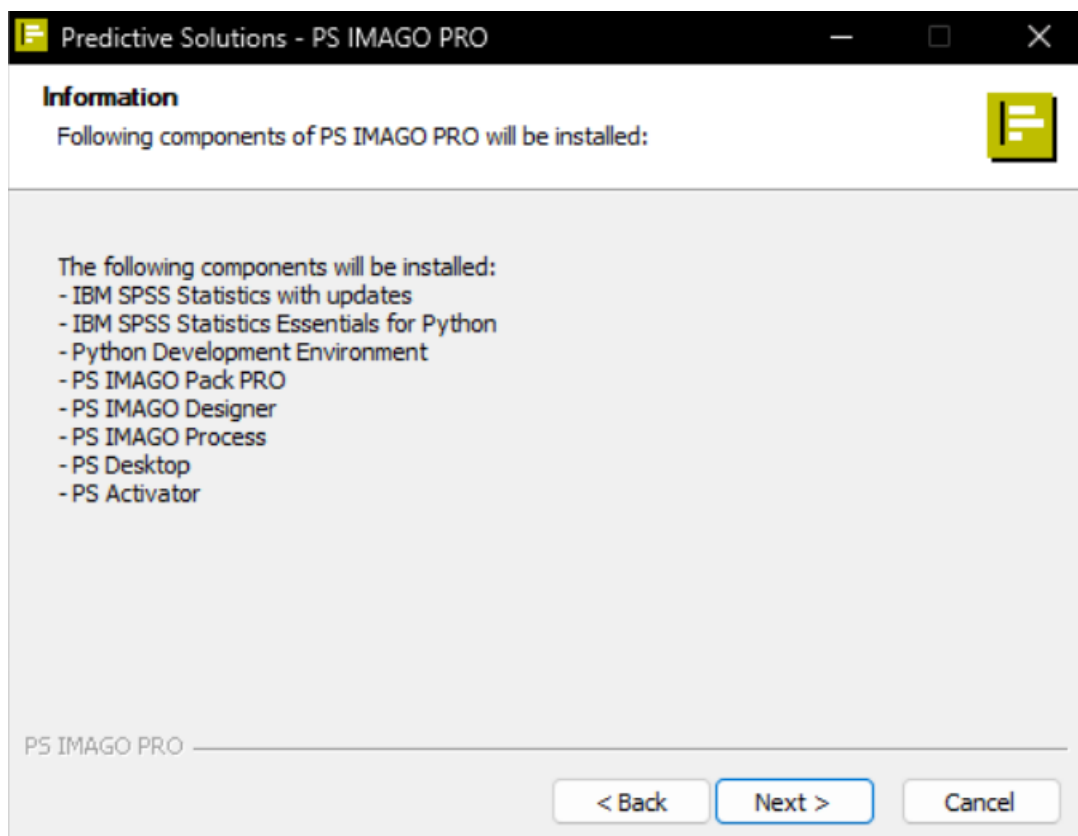 Predictive Solutions - PS IMAGO PRO
Information
Following components of PS IMAGO PRO will be installed:
The following components will be installed:
- IBM SPSS Statistics with updates
- IBM SPSS Statistics Essentials for Python
- Python Development Environment
- PS IMAGO Pack PRO
- PS IMAGO Designer
- PS IMAGO Process
- PS Desktop
- PS Activator
PS IMAGO PRO
< Back Next > Cancel